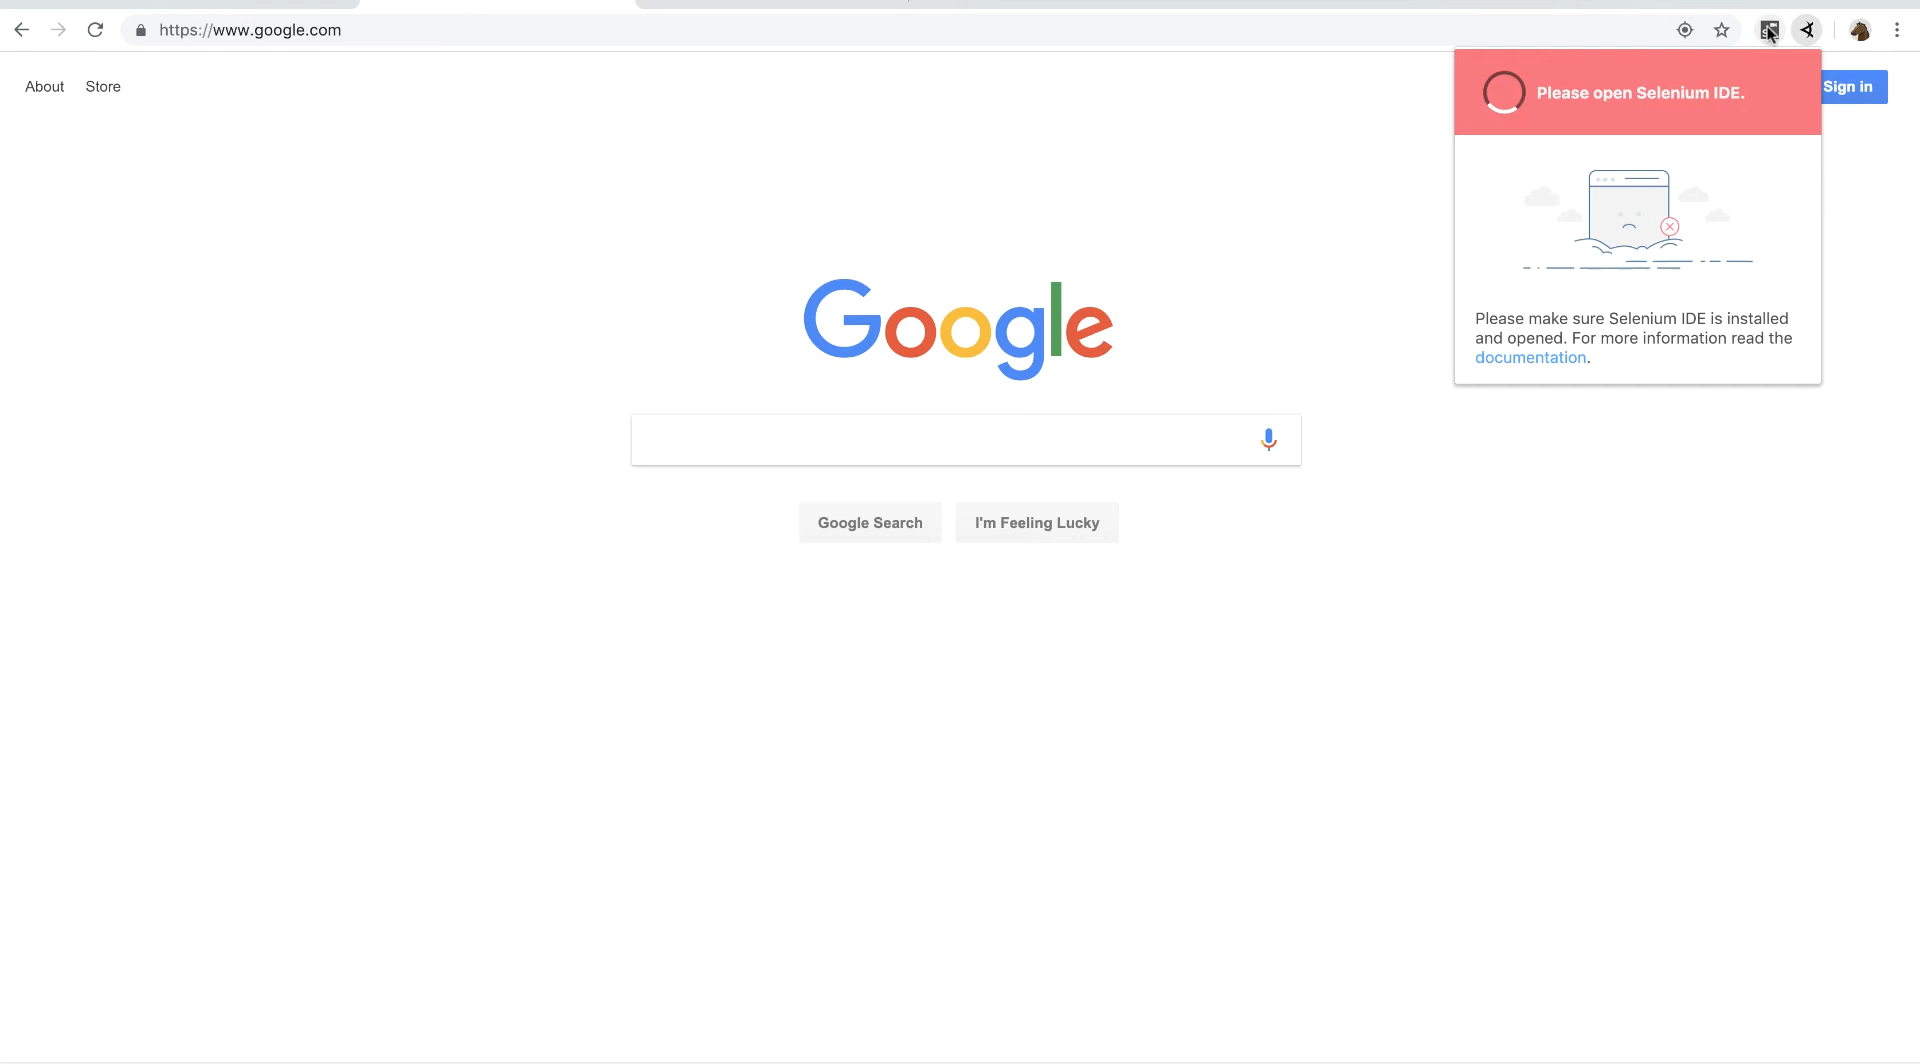 https://www.google.com
About Store
Please open Selenium IDE.
Sign in
Google
Please make sure Selenium IDE is installed
and opened. For more information read the
documentation.
Google Search I'm Feeling Lucky